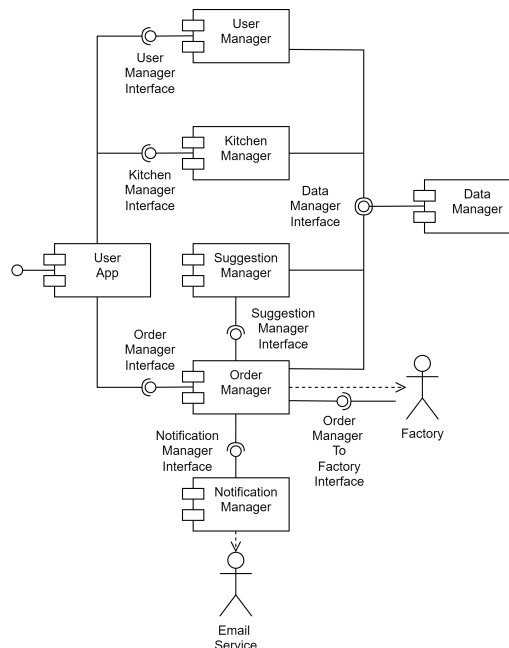 User
Manager
User
Manager
Interface
Kitchen
Manager
Kitchen
Manager
Interface
Data
Manager
Interface
Data
Manager
User
App
Suggestion
Manager
Suggestion
Manager
Interface
Order
Manager
Interface
Order
Manager
Order
Manager
To
Factory
Interface
Factory
Notification
Manager
Interface
Notification
Manager
Email
Service